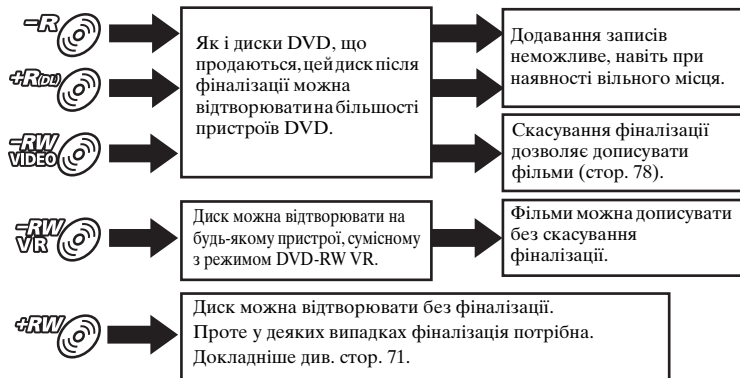 -R
Як і диски DVD, що
продаються, цей диск після
фіналізації можна
відтворювати на більшості
пристроїв DVD.
Додавання записів
неможливе, навіть при
наявності вільного місця.
+R(DL)
-RW
VIDEO
Скасування фіналізації
дозволяє дописувати
фільми (стор. 78).
-RW
VR
Диск можна відтворювати на
будь-якому пристрої, сумісному
з режимом DVD-RW VR.
Фільми можна дописувати
без скасування
фіналізації.
+RW
Диск можна відтворювати без фіналізації.
Проте у деяких випадках фіналізація потрібна.
Докладніше див. стор. 71.